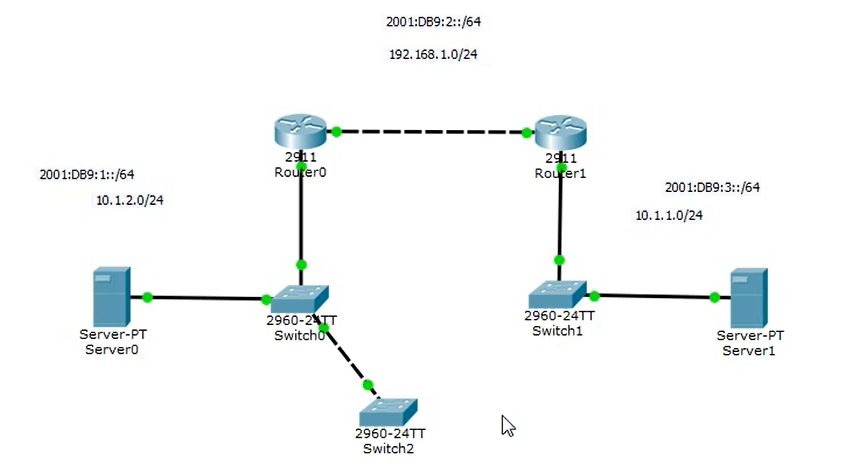 2001:DB9:2::/64
192.168.1.0/24
2911
Router0
2911
Router1
2001:DB9:1::/64
10.1.2.0/24
2001:DB9:3::/64
10.1.1.0/24
Server-PT
Server0
2960-24TT
Switch0
2960-24TT
Switch1
Server-PT
Server1
2960-24TT
Switch2